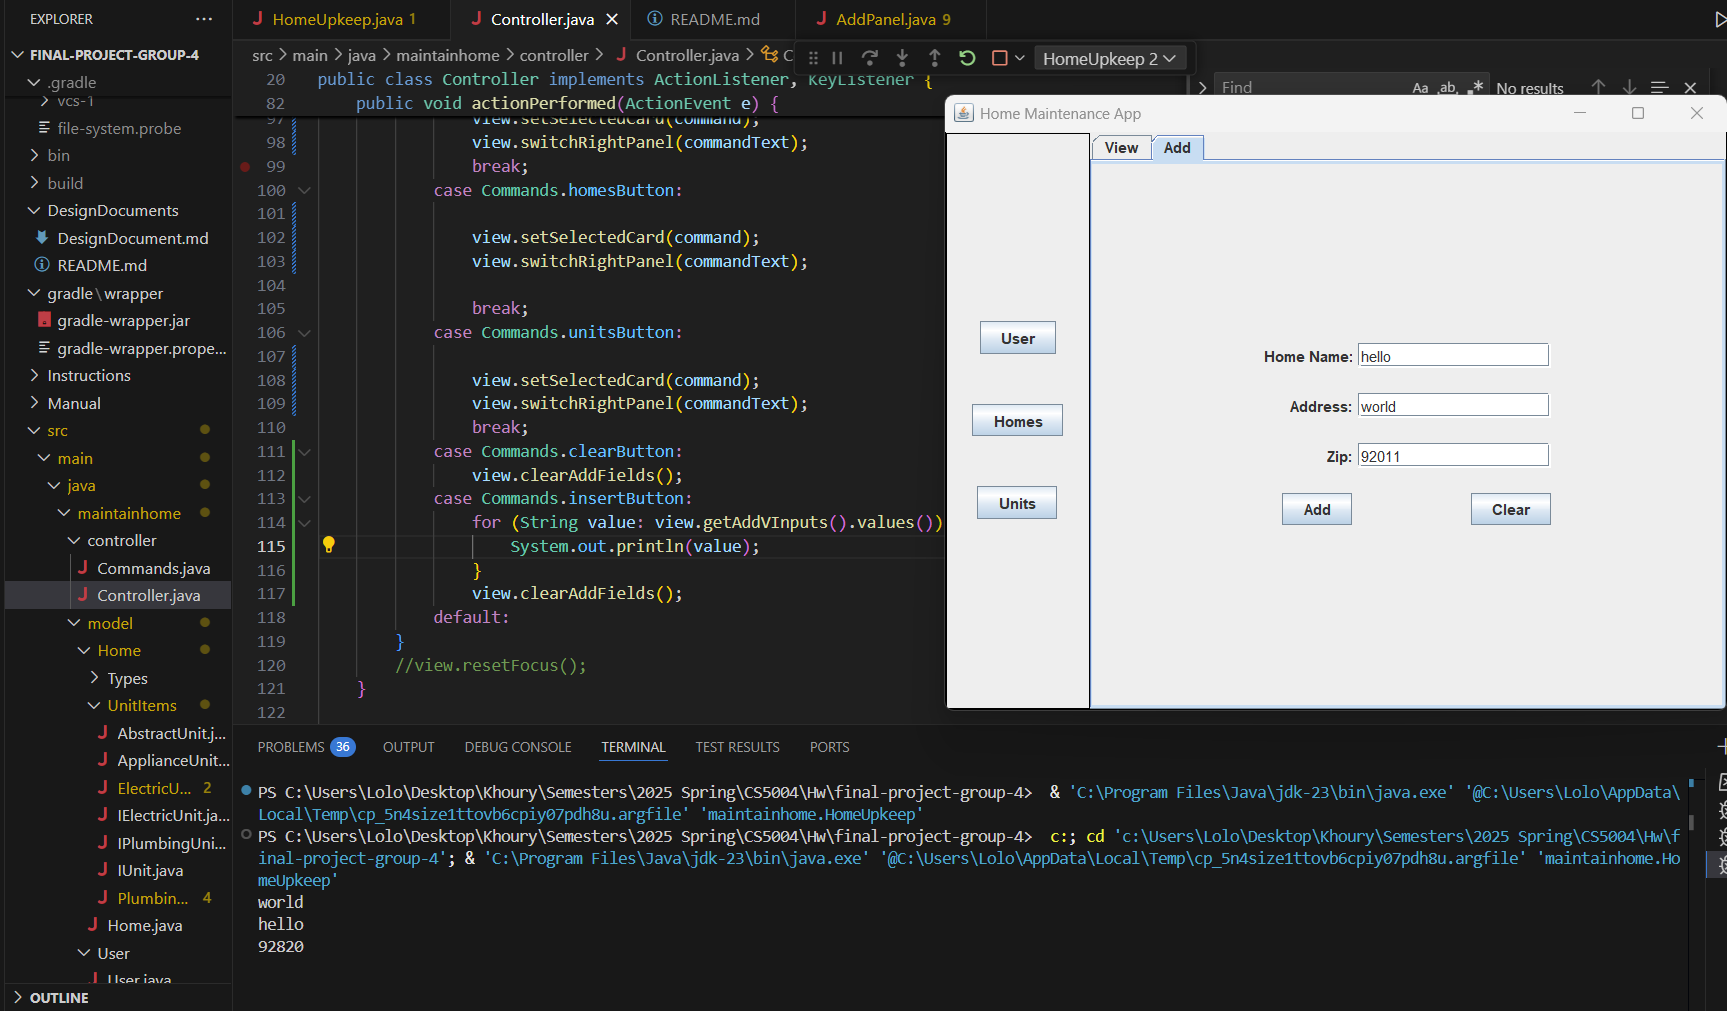 EXPLORER
FINAL-PROJECT-GROUP-4
.gradle
vcs-1
file-system.probe
bin
build
DesignDocuments
DesignDocument.md
README.md
gradle\wrapper
gradle-wrapper.jar
gradle-wrapper.prope...
Instructions
Manual
src
main
java
maintainhome
controller
Commands.java
Controller.java
model
Home
Types
UnitItems
AbstractUnit.j...
ApplianceUnit...
ElectricU... 2
IElectricUnit.ja...
IPlumbingUni...
IUnit.java
Plumbin... 4
Home.java
User
User.java
OUTLINE
HomeUpkeep.java 1
Controller.java
README.md
AddPanel.java 9
src > main > java > maintainhome > controller > Controller.java > C
HomeUpkeep 2
Find
Aa ab
No results
20 public class Controller implements ActionListener, KeyListener {
82 public void actionPerformed(ActionEvent e) {
97 view.setSelectedCard(command);
98 view.switchRightPanel(commandText);
99 break;
100 case Commands.homesButton:
101
102 view.setSelectedCard(command);
103 view.switchRightPanel(commandText);
104
105 break;
106 case Commands.unitsButton:
107
108 view.setSelectedCard(command);
109 view.switchRightPanel(commandText);
110 break;
111 case Commands.clearButton:
112 view.clearAddFields();
113 case Commands.insertButton:
114 for (String value: view.getAddVInputs().values())
115 System.out.println(value);
116 }
117 view.clearAddFields();
118 default:
119 }
120 //view.resetFocus();
121 }
122
Home Maintenance App
View Add
User
Homes
Units
Home Name: hello
Address: world
Zip: 92011
Add Clear
PROBLEMS 36 OUTPUT DEBUG CONSOLE TERMINAL TEST RESULTS PORTS
PS C:\Users\Lolo\Desktop\Khoury\Semesters\2025 Spring\CS5004\Hw\final-project-group-4> & 'C:\Program Files\Java\jdk-23\bin\java.exe' '@C:\Users\Lolo\AppData\
Local\Temp\cp_5n4size1ttovb6cpiy07pdh8u.argfile' 'maintainhome.HomeUpkeep'
PS C:\Users\Lolo\Desktop\Khoury\Semesters\2025 Spring\CS5004\Hw\final-project-group-4> c:; cd 'c:\Users\Lolo\Desktop\Khoury\Semesters\2025 Spring\CS5004\Hw\f
inal-project-group-4'; & 'C:\Program Files\Java\jdk-23\bin\java.exe' '@C:\Users\Lolo\AppData\Local\Temp\cp_5n4size1ttovb6cpiy07pdh8u.argfile' 'maintainhome.Ho
meUpkeep'
world
hello
92820